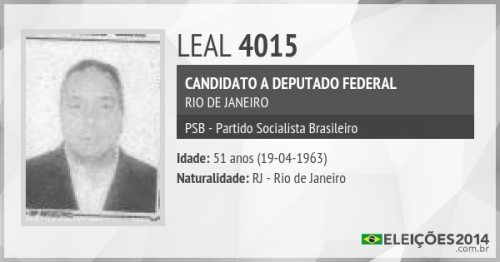 LEAL 4015
CANDIDATO A DEPUTADO FEDERAL
RIO DE JANEIRO
PSB - Partido Socialista Brasileiro
Idade: 51 anos (19-04-1963)
Naturalidade: RJ - Rio de Janeiro
ELEIÇÕES2014
.com.br